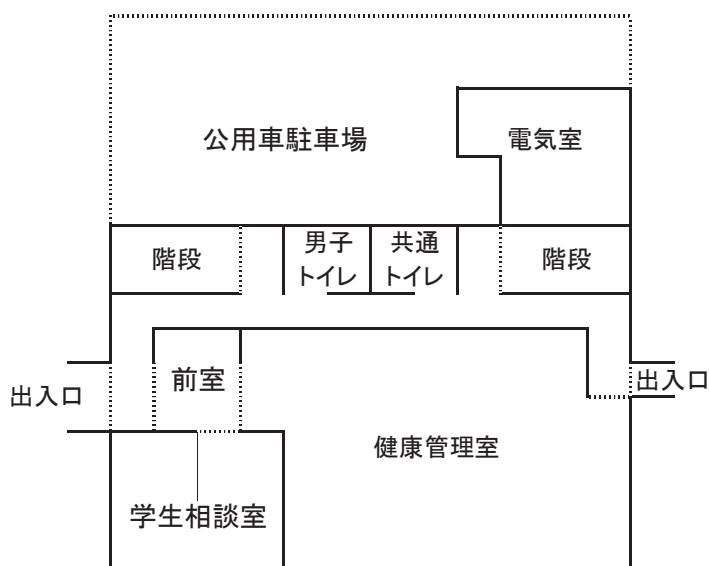 公用車駐車場
電気室
階段
男子
トイレ
共通
トイレ
階段
前室
出入口
出入口
健康管理室
学生相談室